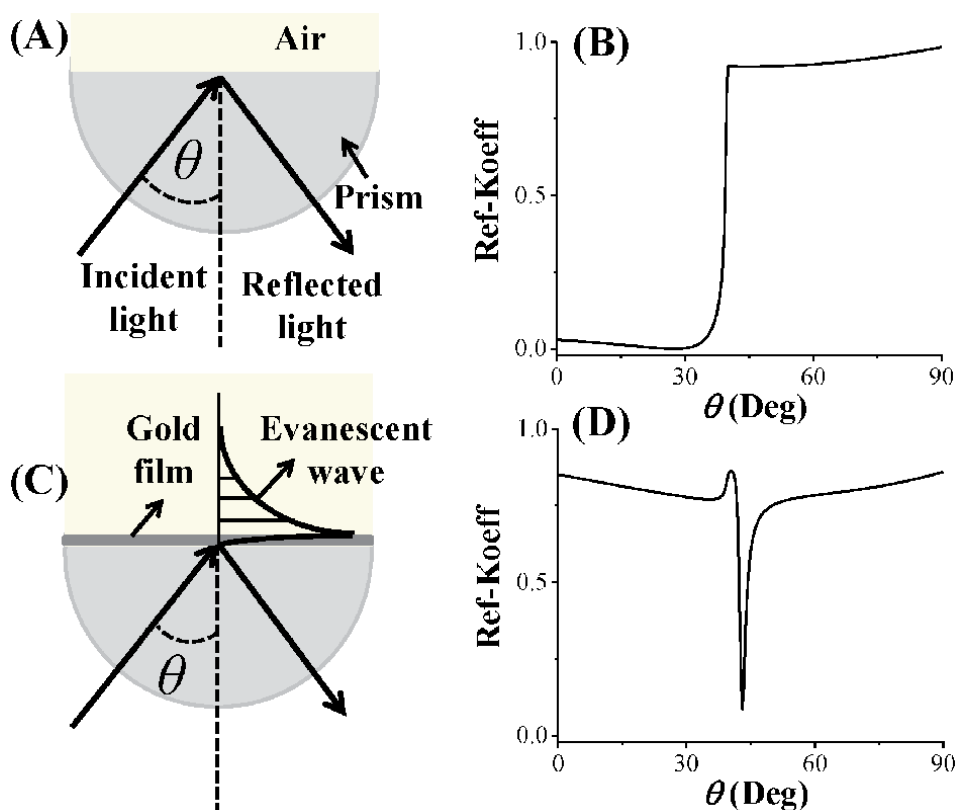 (A)
Air
θ
Prism
Incident
light
Reflected
light
(B)
Ref-Koeff
1.0
0.5
0.0
0
30
60
90
θ (Deg)
(C)
Gold
film
Evanescent
wave
θ
(D)
Ref-Koeff
1.0
0.5
0.0
0
30
60
90
θ (Deg)